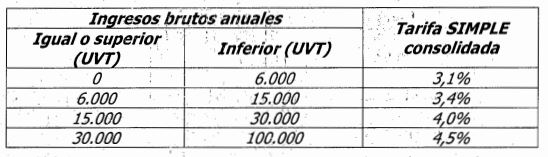 Ingresos brutos anuales
Tarifa SIMPLE consolidada
Igual o superior (UVT)
Inferior (UVT)
0 6.000 3,1%
6.000 15.000 3,4%
15.000 30.000 4,0%
30.000 100.000 4,5%